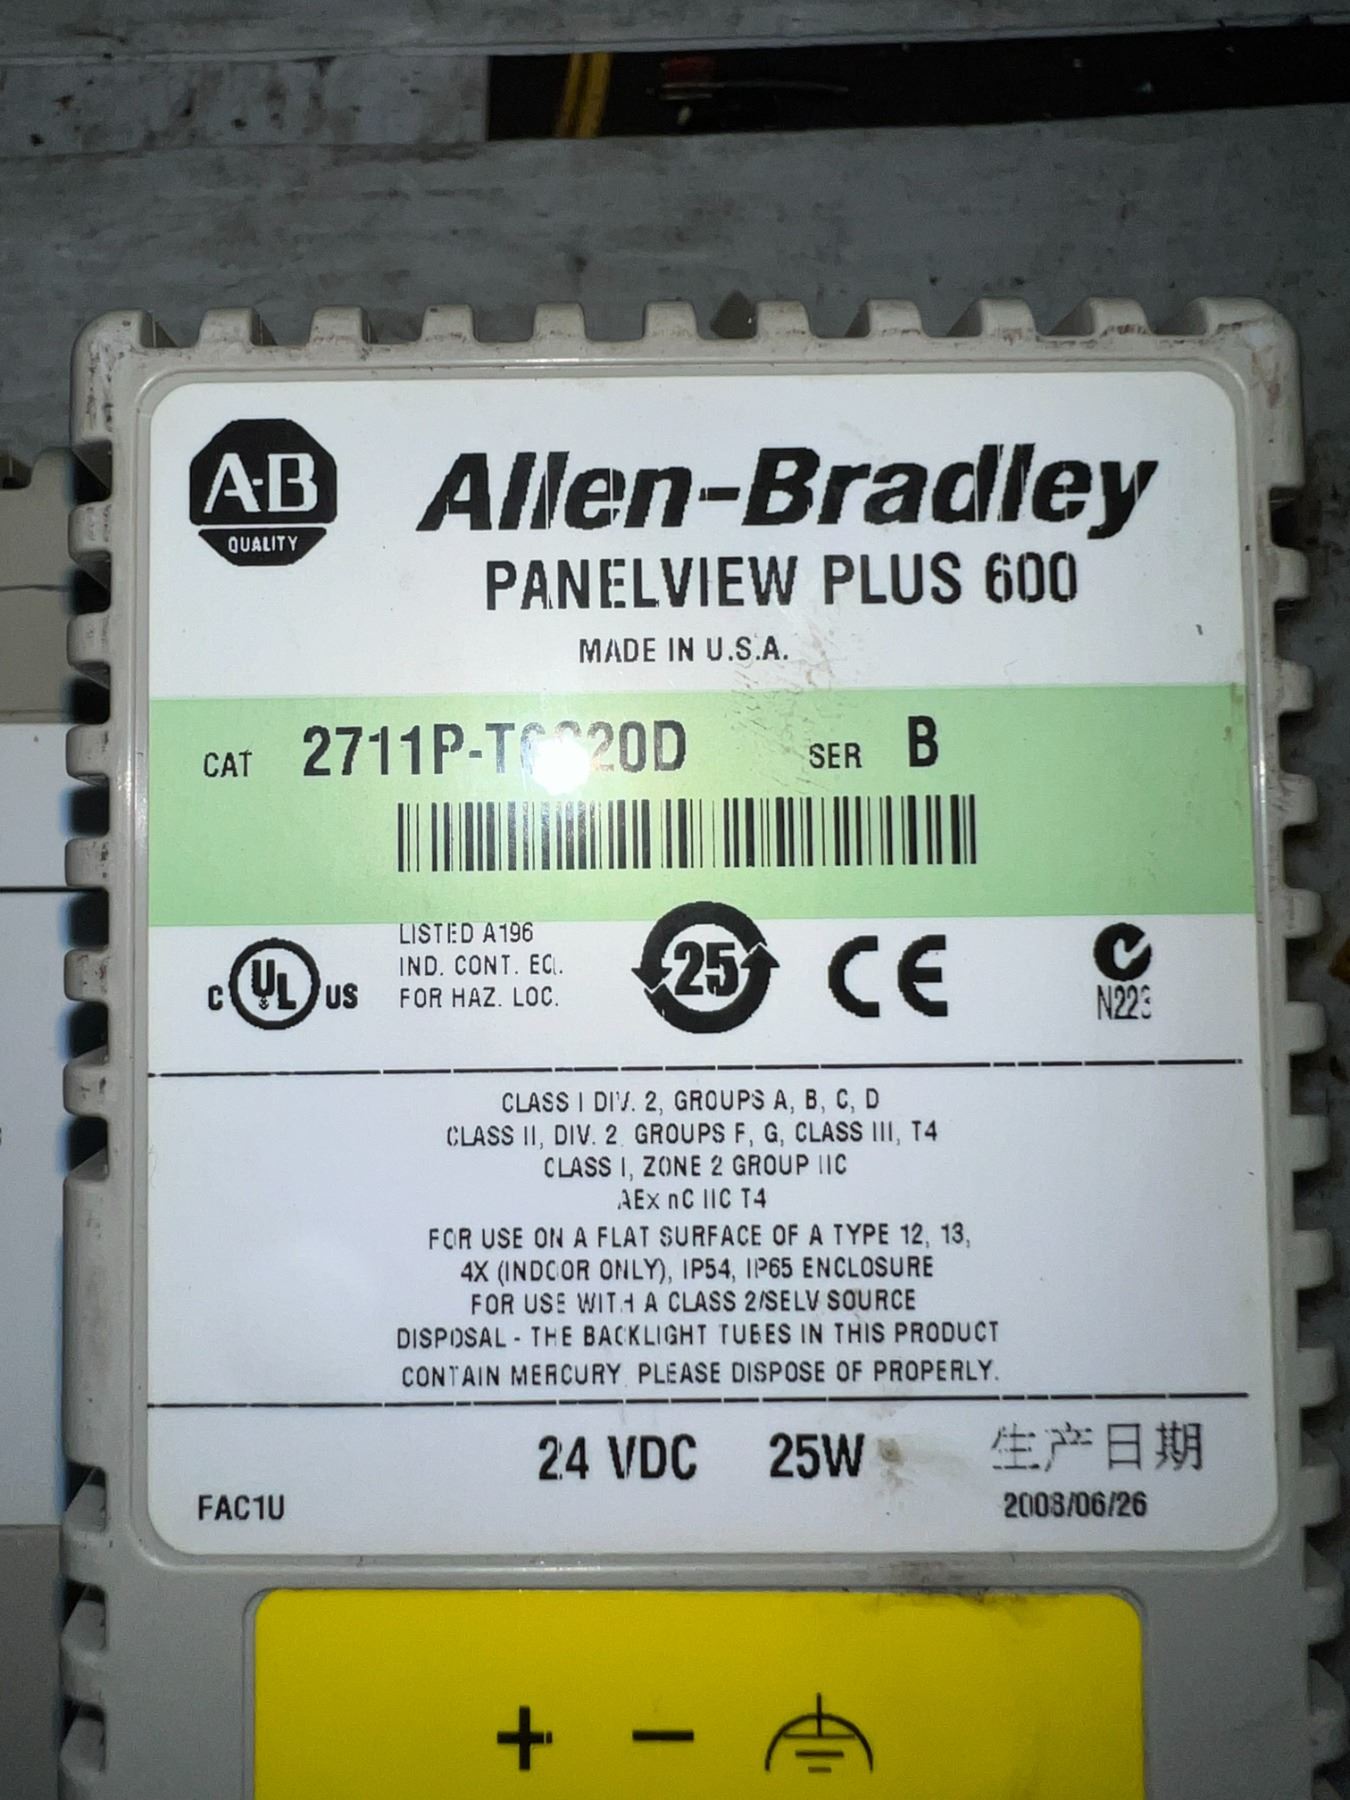 A-B
QUALITY
Allen-Bradley
PANELVIEW PLUS 600
MADE IN U.S.A.
CAT SER B
LISTED A196
IND. CONT. EQ.
FOR HAZ. LOC.
C UL US
25
CE
CLASS I DIV. 2, GROUPS A, B, C, D
CLASS II, DIV. 2 GROUPS F, G, CLASS III, T4
CLASS I, ZONE 2 GROUP IIC
AEx nC IIC T4
FOR USE ON A FLAT SURFACE OF A TYPE 12, 13,
4X (INDOOR ONLY), IP54, IP65 ENCLOSURE
FOR USE WITH A CLASS 2/SELV SOURCE
DISPOSAL - THE BACKLIGHT TUBES IN THIS PRODUCT
CONTAIN MERCURY. PLEASE DISPOSE OF PROPERLY.
24 VDC 25W 生产日期
FAC1U 2008/06/26
+ −